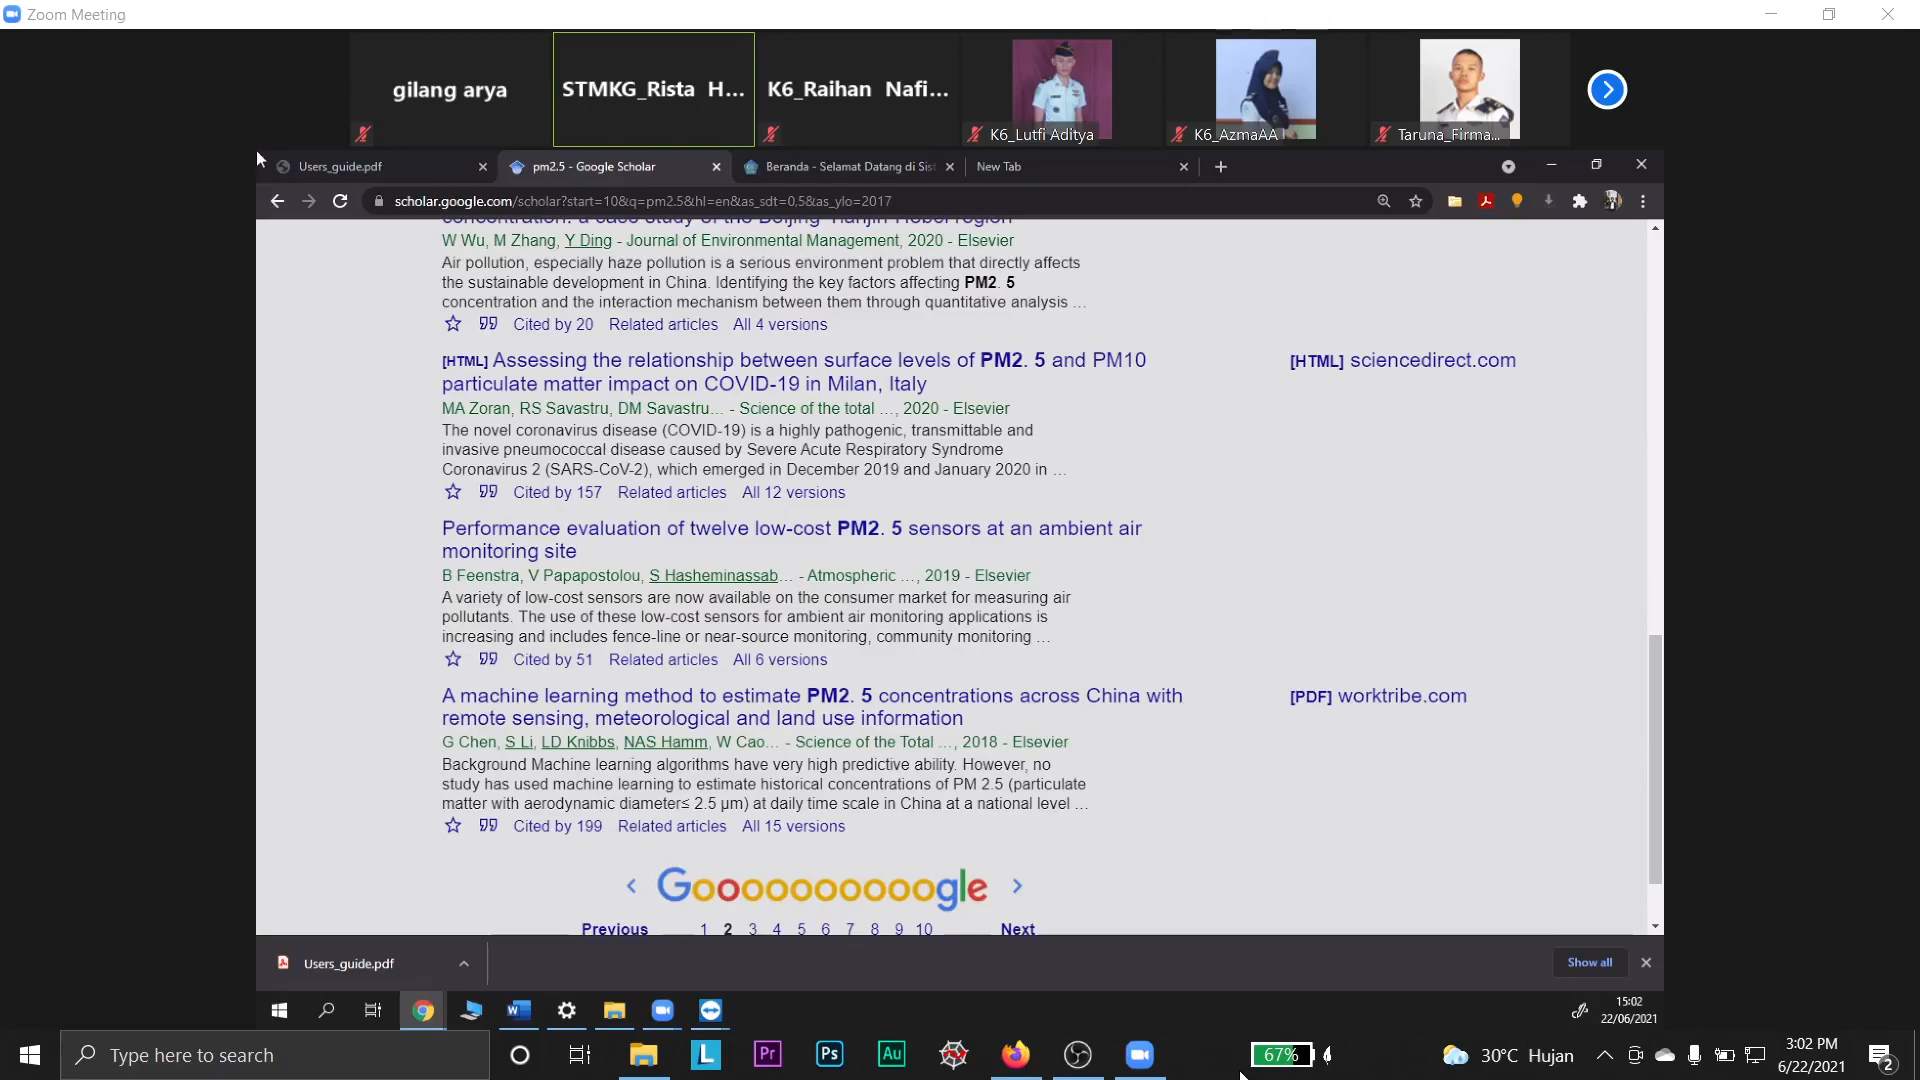 Zoom Meeting
gilang arya
STMKG_Rista H...
K6_Raihan Nafi...
K6_Lutfi Aditya
K6_AzmaAA
Taruna_Firma...
Users_guide.pdf
pm2.5 - Google Scholar
Beranda - Selamat Datang di Sist
New Tab
scholar.google.com/scholar?start=10&q=pm2.5&hl=en&as_sdt=0,5&as_ylo=2017
concentration: a case study of the Beijing-Tianjin-Hebei region
W Wu, M Zhang, Y Ding - Journal of Environmental Management, 2020 - Elsevier
Air pollution, especially haze pollution is a serious environment problem that directly affects
the sustainable development in China. Identifying the key factors affecting PM2. 5
concentration and the interaction mechanism between them through quantitative analysis …
Cited by 20 Related articles All 4 versions
[HTML] Assessing the relationship between surface levels of PM2. 5 and PM10
particulate matter impact on COVID-19 in Milan, Italy
[HTML] sciencedirect.com
MA Zoran, RS Savastru, DM Savastru… - Science of the total …, 2020 - Elsevier
The novel coronavirus disease (COVID-19) is a highly pathogenic, transmittable and
invasive pneumococcal disease caused by Severe Acute Respiratory Syndrome
Coronavirus 2 (SARS-CoV-2), which emerged in December 2019 and January 2020 in …
Cited by 157 Related articles All 12 versions
Performance evaluation of twelve low-cost PM2. 5 sensors at an ambient air
monitoring site
B Feenstra, V Papapostolou, S Hasheminassab… - Atmospheric …, 2019 - Elsevier
A variety of low-cost sensors are now available on the consumer market for measuring air
pollutants. The use of these low-cost sensors for ambient air monitoring applications is
increasing and includes fence-line or near-source monitoring, community monitoring …
Cited by 51 Related articles All 6 versions
A machine learning method to estimate PM2. 5 concentrations across China with
remote sensing, meteorological and land use information
[PDF] worktribe.com
G Chen, S Li, LD Knibbs, NAS Hamm, W Cao… - Science of the Total …, 2018 - Elsevier
Background Machine learning algorithms have very high predictive ability. However, no
study has used machine learning to estimate historical concentrations of PM 2.5 (particulate
matter with aerodynamic diameter≤ 2.5 μm) at daily time scale in China at a national level …
Cited by 199 Related articles All 15 versions
Goooooooooogle
Previous 1 2 3 4 5 6 7 8 9 10 Next
Users_guide.pdf
Show all
15:02
22/06/2021
Type here to search
L
Pr
Ps
Au
67%
30°C Hujan
3:02 PM
6/22/2021
2